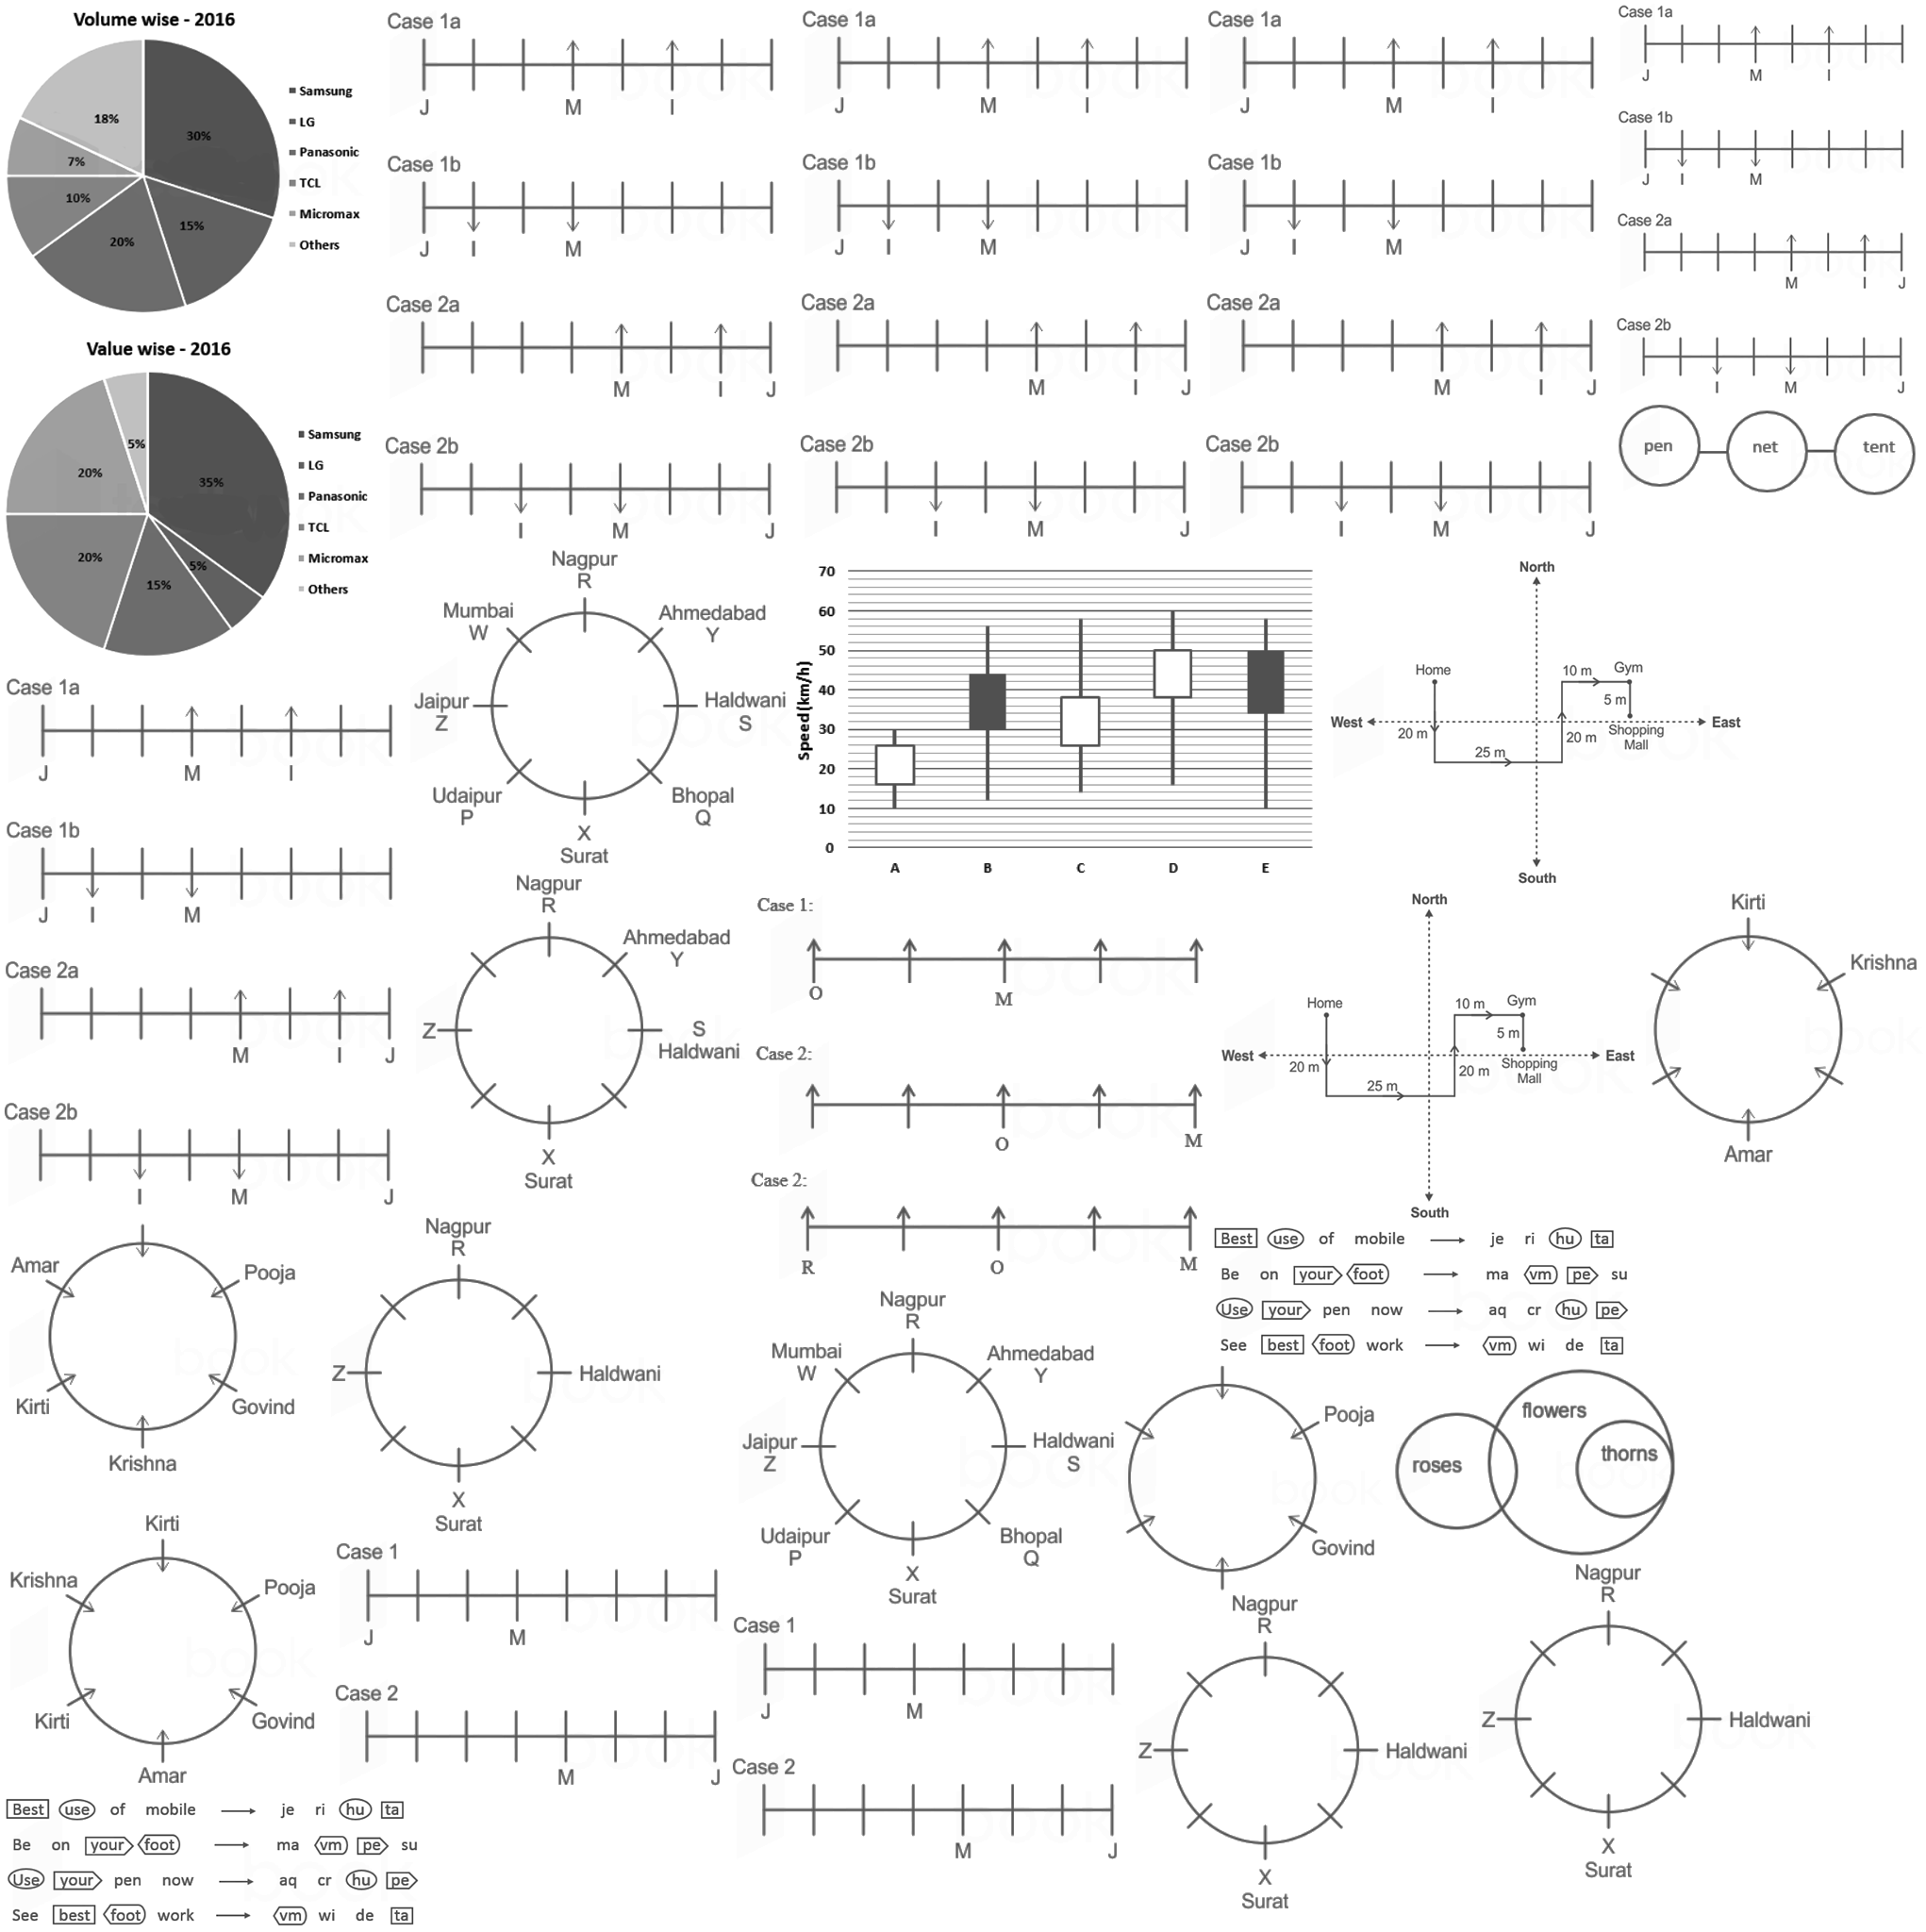 Volume wise - 2016
18%
30%
7%
10%
15%
20%
Samsung
LG
Panasonic
TCL
Micromax
Others
Value wise - 2016
5%
20%
35%
20%
5%
15%
Samsung
LG
Panasonic
TCL
Micromax
Others
Case 1a
J M I
Case 1b
J I M
Case 2a
M I J
Case 2b
I M J
Case 1a
J M I
Case 1b
J I M
Case 2a
M I J
Case 2b
I M J
Case 1a
J M I
Case 1b
J I M
Case 2a
M I J
Case 2b
I M J
Case 1a
J M I
Case 1b
J I M
Case 2a
M I J
Case 2b
I M J
pen net tent
Case 1a
J M I
Case 1b
J I M
Case 2a
M I J
Case 2b
I M J
Nagpur
R
Mumbai
W
Ahmedabad
Y
Jaipur
Z
Haldwani
S
Udaipur
P
Bhopal
Q
X
Surat
70
60
50
40
30
20
10
0
Speed(km/h)
A B C D E
North
Home
10 m Gym
5 m
West East
20 m
20 m
Shopping
Mall
25 m
South
Nagpur
R
Ahmedabad
Y
Z
S
Haldwani
X
Surat
Case 1:
O M
Case 2:
O M
Case 2:
R O M
North
Home
10 m Gym
5 m
West East
20 m
20 m
Shopping
Mall
25 m
South
Kirti
Krishna
Amar
Amar
Pooja
Kirti
Govind
Krishna
Nagpur
R
Z
Haldwani
X
Surat
Best use of mobile je ri hu ta
Be on your foot ma vm pe su
Use your pen now aq cr hu pe
See best foot work vm wi de ta
Nagpur
R
Mumbai
W
Ahmedabad
Y
Jaipur
Z
Haldwani
S
Udaipur
P
Bhopal
Q
X
Surat
Pooja
Govind
flowers
roses
thorns
Kirti
Krishna
Pooja
Kirti
Govind
Amar
Case 1
J M
Case 2
M J
Case 1
J M
Case 2
M J
Nagpur
R
Z
Haldwani
X
Surat
Nagpur
R
Z
Haldwani
X
Surat
Best use of mobile je ri hu ta
Be on your foot ma vm pe su
Use your pen now aq cr hu pe
See best foot work vm wi de ta